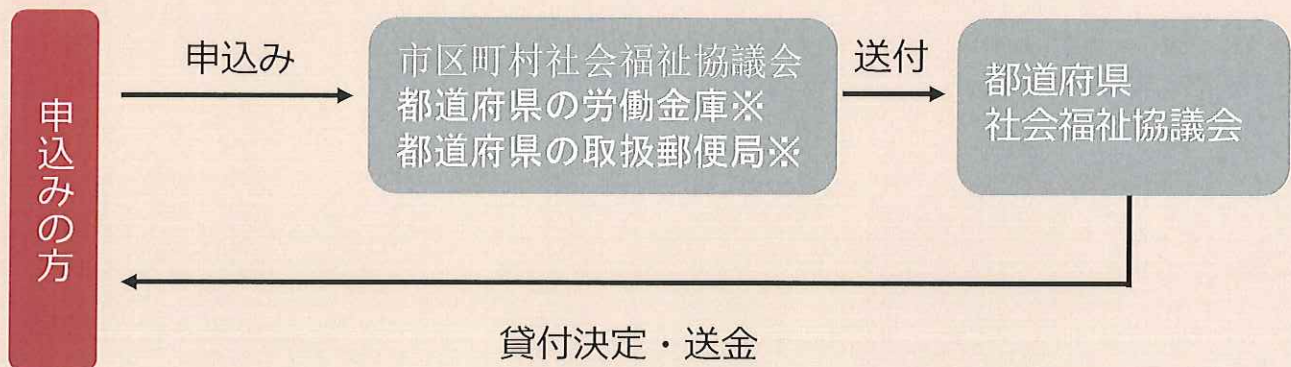 申込みの方
申込み
市区町村社会福祉協議会
都道府県の労働金庫※
都道府県の取扱郵便局※
送付
都道府県
社会福祉協議会
貸付決定・送金